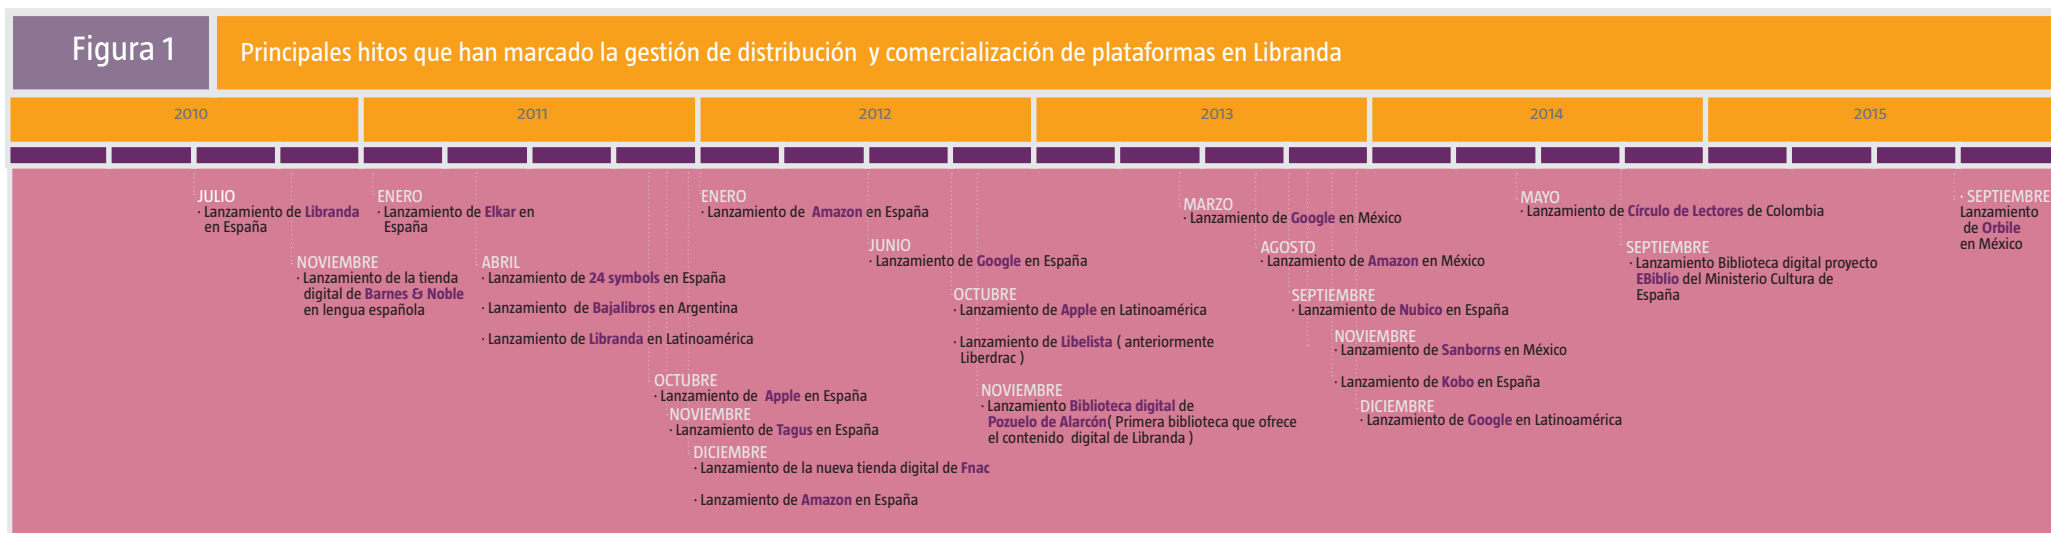 Figura 1
Principales hitos que han marcado la gestión de distribución y comercialización de plataformas en Libranda
2010
2011
2012
2013
2014
2015
JULIO
· Lanzamiento de Libranda
en España
NOVIEMBRE
· Lanzamiento de la tienda
digital de Barnes & Noble
en lengua española
ENERO
· Lanzamiento de Elkar en
España
ABRIL
· Lanzamiento de 24 symbols en España
· Lanzamiento de Bajalibros en Argentina
· Lanzamiento de Libranda en Latinoamérica
OCTUBRE
· Lanzamiento de Apple en España
NOVIEMBRE
· Lanzamiento de Tagus en España
DICIEMBRE
· Lanzamiento de la nueva tienda digital de Fnac
· Lanzamiento de Amazon en España
ENERO
· Lanzamiento de Amazon en España
JUNIO
· Lanzamiento de Google en España
OCTUBRE
· Lanzamiento de Apple en Latinoamérica
· Lanzamiento de Libelista ( anteriormente
Liberdrac )
NOVIEMBRE
· Lanzamiento Biblioteca digital de
Pozuelo de Alarcón( Primera biblioteca que ofrece
el contenido digital de Libranda )
MARZO
· Lanzamiento de Google en México
AGOSTO
· Lanzamiento de Amazon en México
SEPTIEMBRE
· Lanzamiento de Nubico en España
NOVIEMBRE
· Lanzamiento de Sanborns en México
· Lanzamiento de Kobo en España
DICIEMBRE
· Lanzamiento de Google en Latinoamérica
MAYO
· Lanzamiento de Círculo de Lectores de Colombia
SEPTIEMBRE
· Lanzamiento Biblioteca digital proyecto
EBiblio del Ministerio Cultura de
España
· SEPTIEMBRE
Lanzamiento
de Orbile
en México